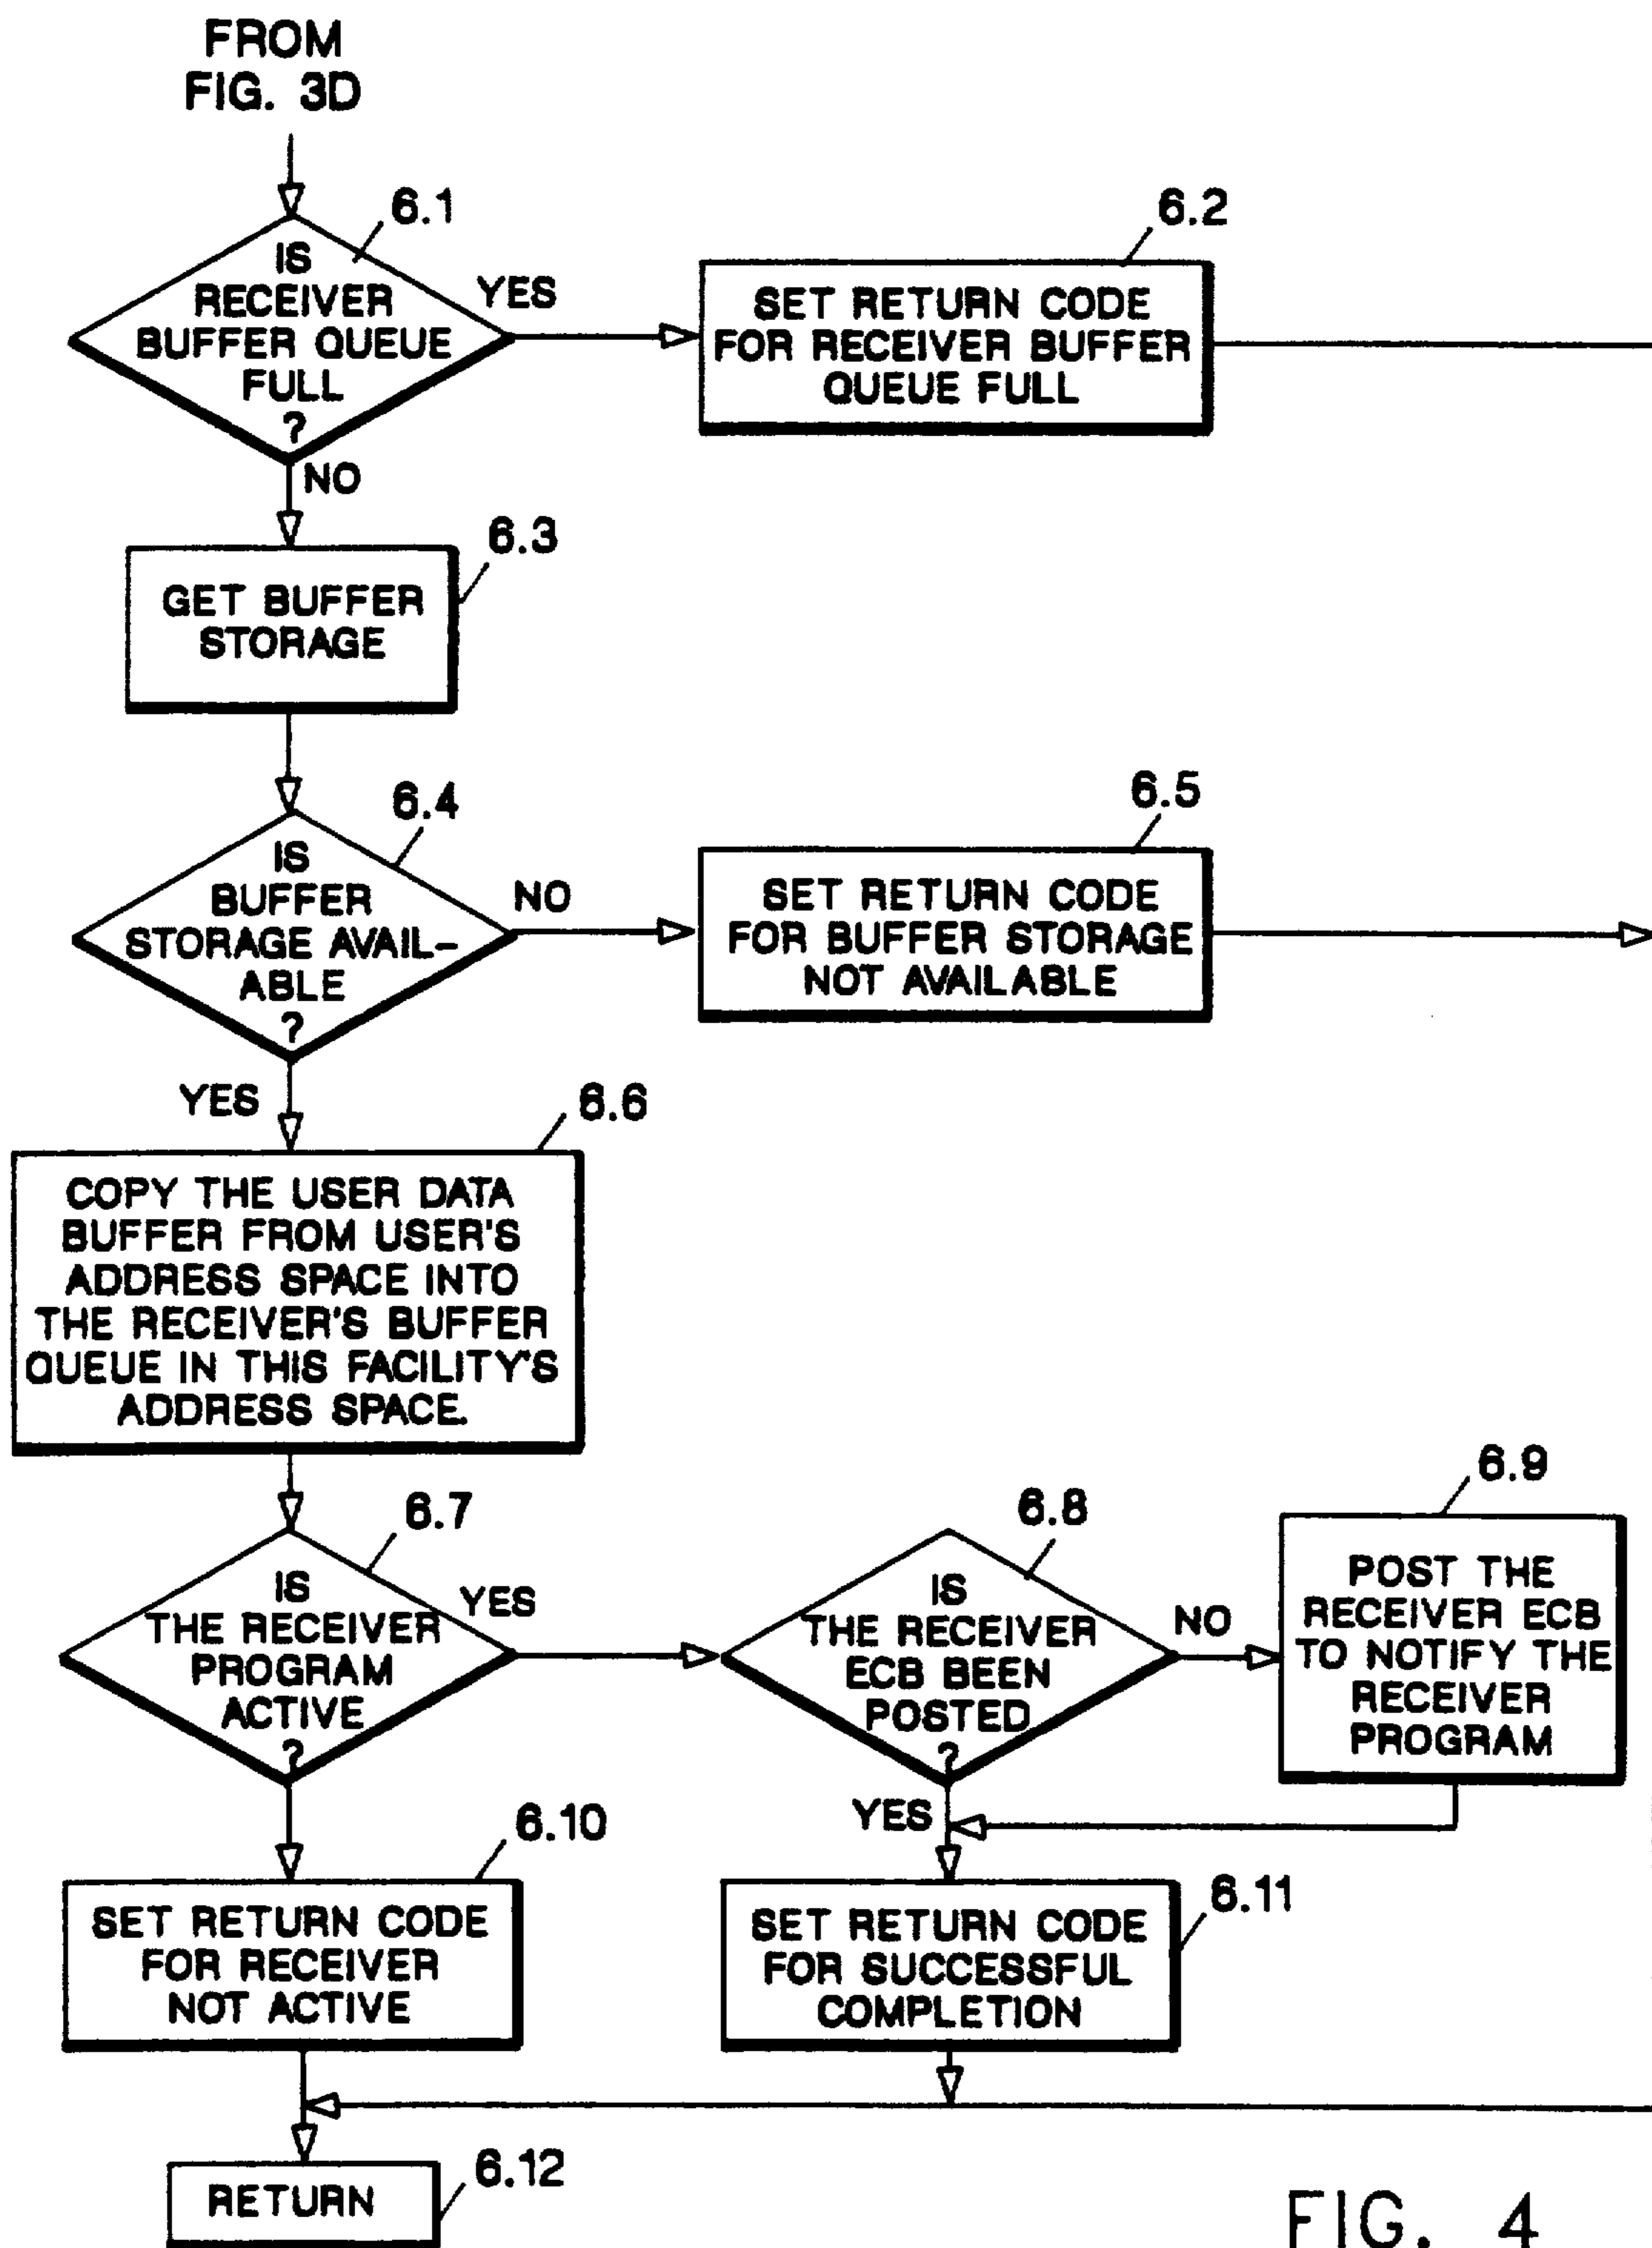 FROM
FIG. 3D
6.1
IS
RECEIVER
BUFFER QUEUE
FULL
?
YES
6.2
SET RETURN CODE
FOR RECEIVER BUFFER
QUEUE FULL
NO
6.3
GET BUFFER
STORAGE
6.4
IS
BUFFER
STORAGE AVAIL-
ABLE
?
NO
6.5
SET RETURN CODE
FOR BUFFER STORAGE
NOT AVAILABLE
YES
6.6
COPY THE USER DATA
BUFFER FROM USER'S
ADDRESS SPACE INTO
THE RECEIVER'S BUFFER
QUEUE IN THIS FACILITY'S
ADDRESS SPACE.
6.7
IS
THE RECEIVER
PROGRAM
ACTIVE
?
YES
6.8
IS
THE RECEIVER
ECB BEEN
POSTED
?
NO
6.9
POST THE
RECEIVER ECB
TO NOTIFY THE
RECEIVER
PROGRAM
YES
6.10
SET RETURN CODE
FOR RECEIVER
NOT ACTIVE
6.11
SET RETURN CODE
FOR SUCCESSFUL
COMPLETION
6.12
RETURN
FIG. 4